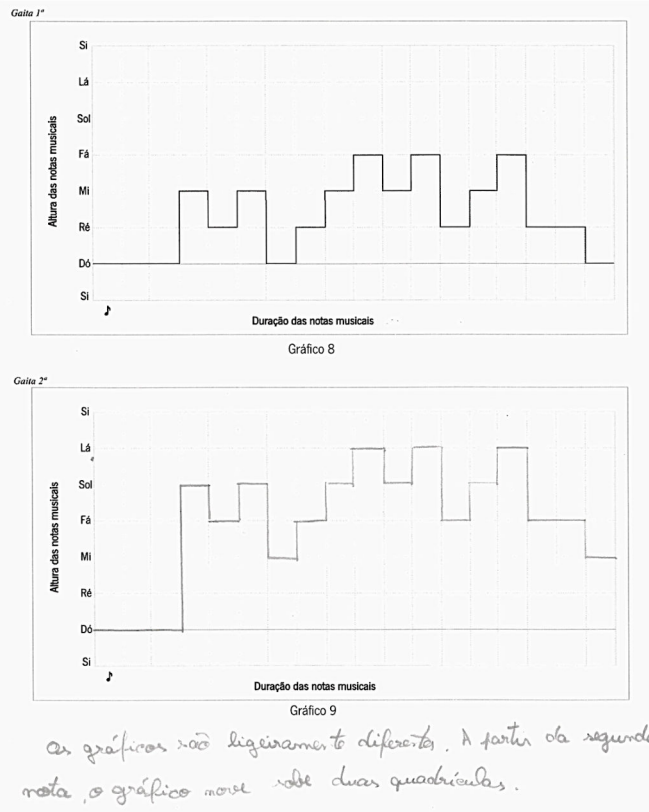 Gaita 1ª
Si
Lá
Sol
Fá
Mi
Ré
Dó
Si
Altura das notas musicais
Duração das notas musicais
Gráfico 8
Gaita 2ª
Si
Lá
Sol
Fá
Mi
Ré
Dó
Si
Altura das notas musicais
Duração das notas musicais
Gráfico 9
Os gráficos são ligeiramente diferentes. A partir da segunda
nota, o gráfico sobe duas quadrículas.